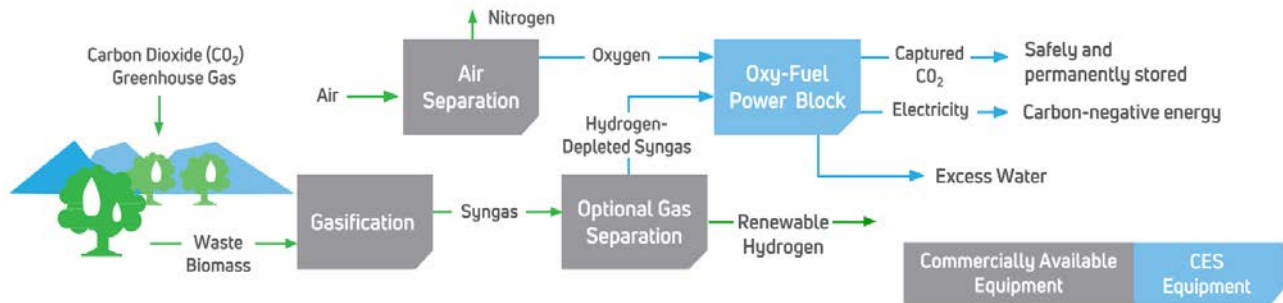 Nitrogen
Carbon Dioxide (CO₂)
Greenhouse Gas
Air
Separation
Oxygen
Oxy-Fuel
Power Block
Captured
CO₂
Safely and
permanently stored
Air
Electricity
Carbon-negative energy
Hydrogen-
Depleted Syngas
Excess Water
Gasification
Syngas
Optional Gas
Separation
Renewable
Hydrogen
Waste
Biomass
Commercially Available
Equipment
CES
Equipment